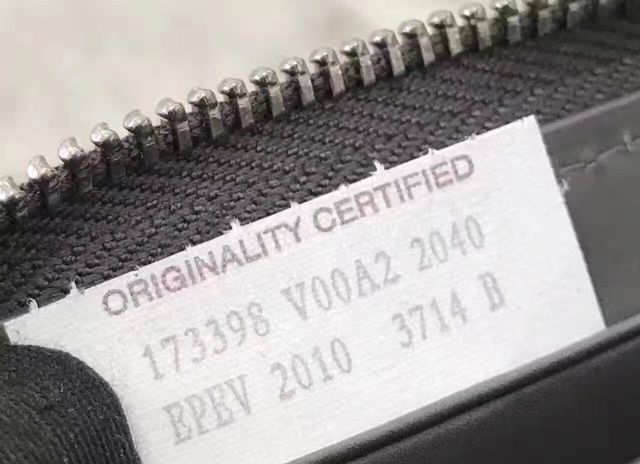 ORIGINALITY CERTIFIED
173398 V00A2 2040
EPEV 2010 3714 B